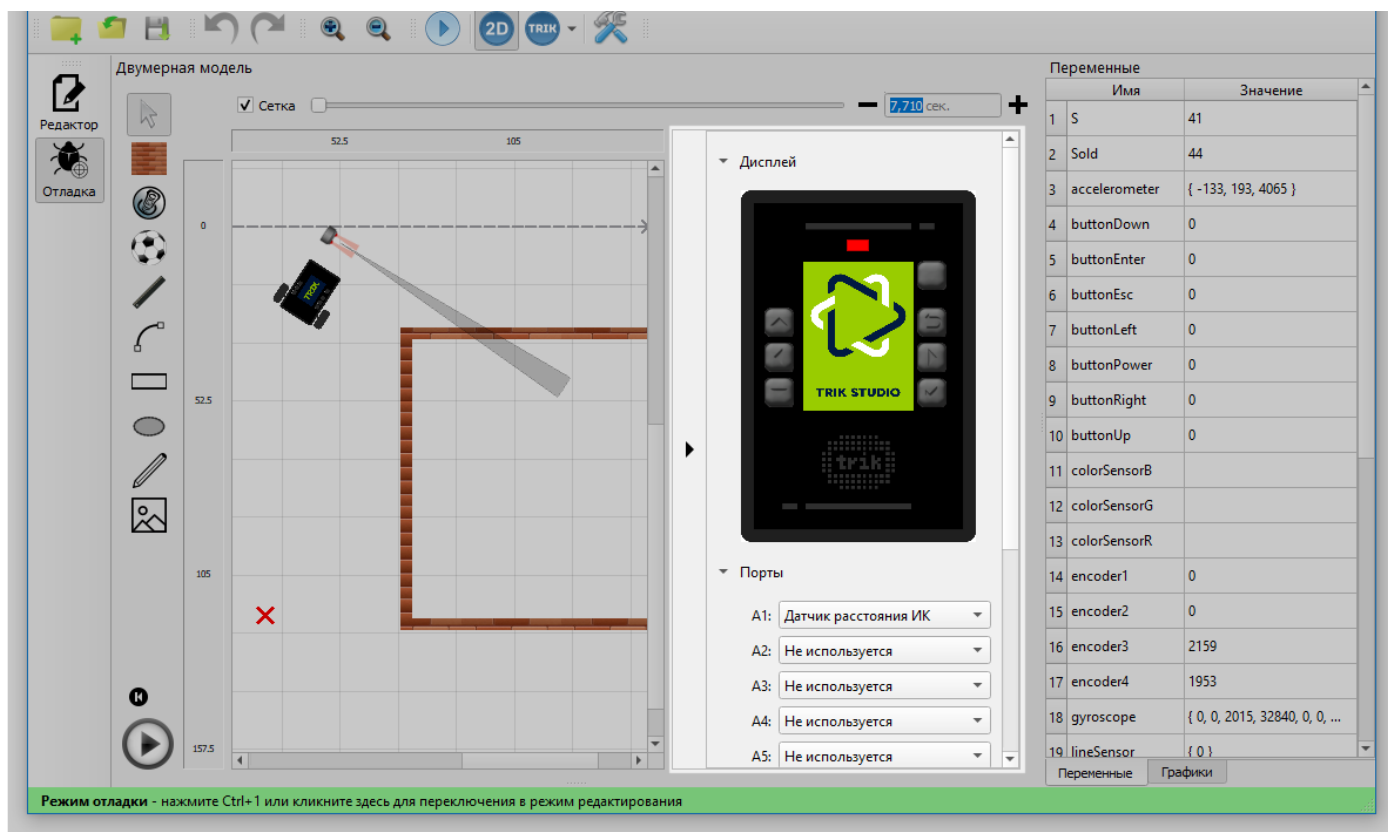 2D
TRIK
Двумерная модель
Переменные
Редактор
Отладка
Сетка
7,710 сек.
52.5
105
0
52.5
105
157.5
TRIK
Дисплей
TRIK STUDIO
trik
Порты
A1: Датчик расстояния ИК
A2: Не используется
A3: Не используется
A4: Не используется
A5: Не используется
Имя Значение
1 S 41
2 Sold 44
3 accelerometer { -133, 193, 4065 }
4 buttonDown 0
5 buttonEnter 0
6 buttonEsc 0
7 buttonLeft 0
8 buttonPower 0
9 buttonRight 0
10 buttonUp 0
11 colorSensorB
12 colorSensorG
13 colorSensorR
14 encoder1 0
15 encoder2 0
16 encoder3 2159
17 encoder4 1953
18 gyroscope { 0, 0, 2015, 32840, 0, 0, ...
19 lineSensor { 0 }
Переменные Графики
Режим отладки - нажмите Ctrl+1 или кликните здесь для переключения в режим редактирования